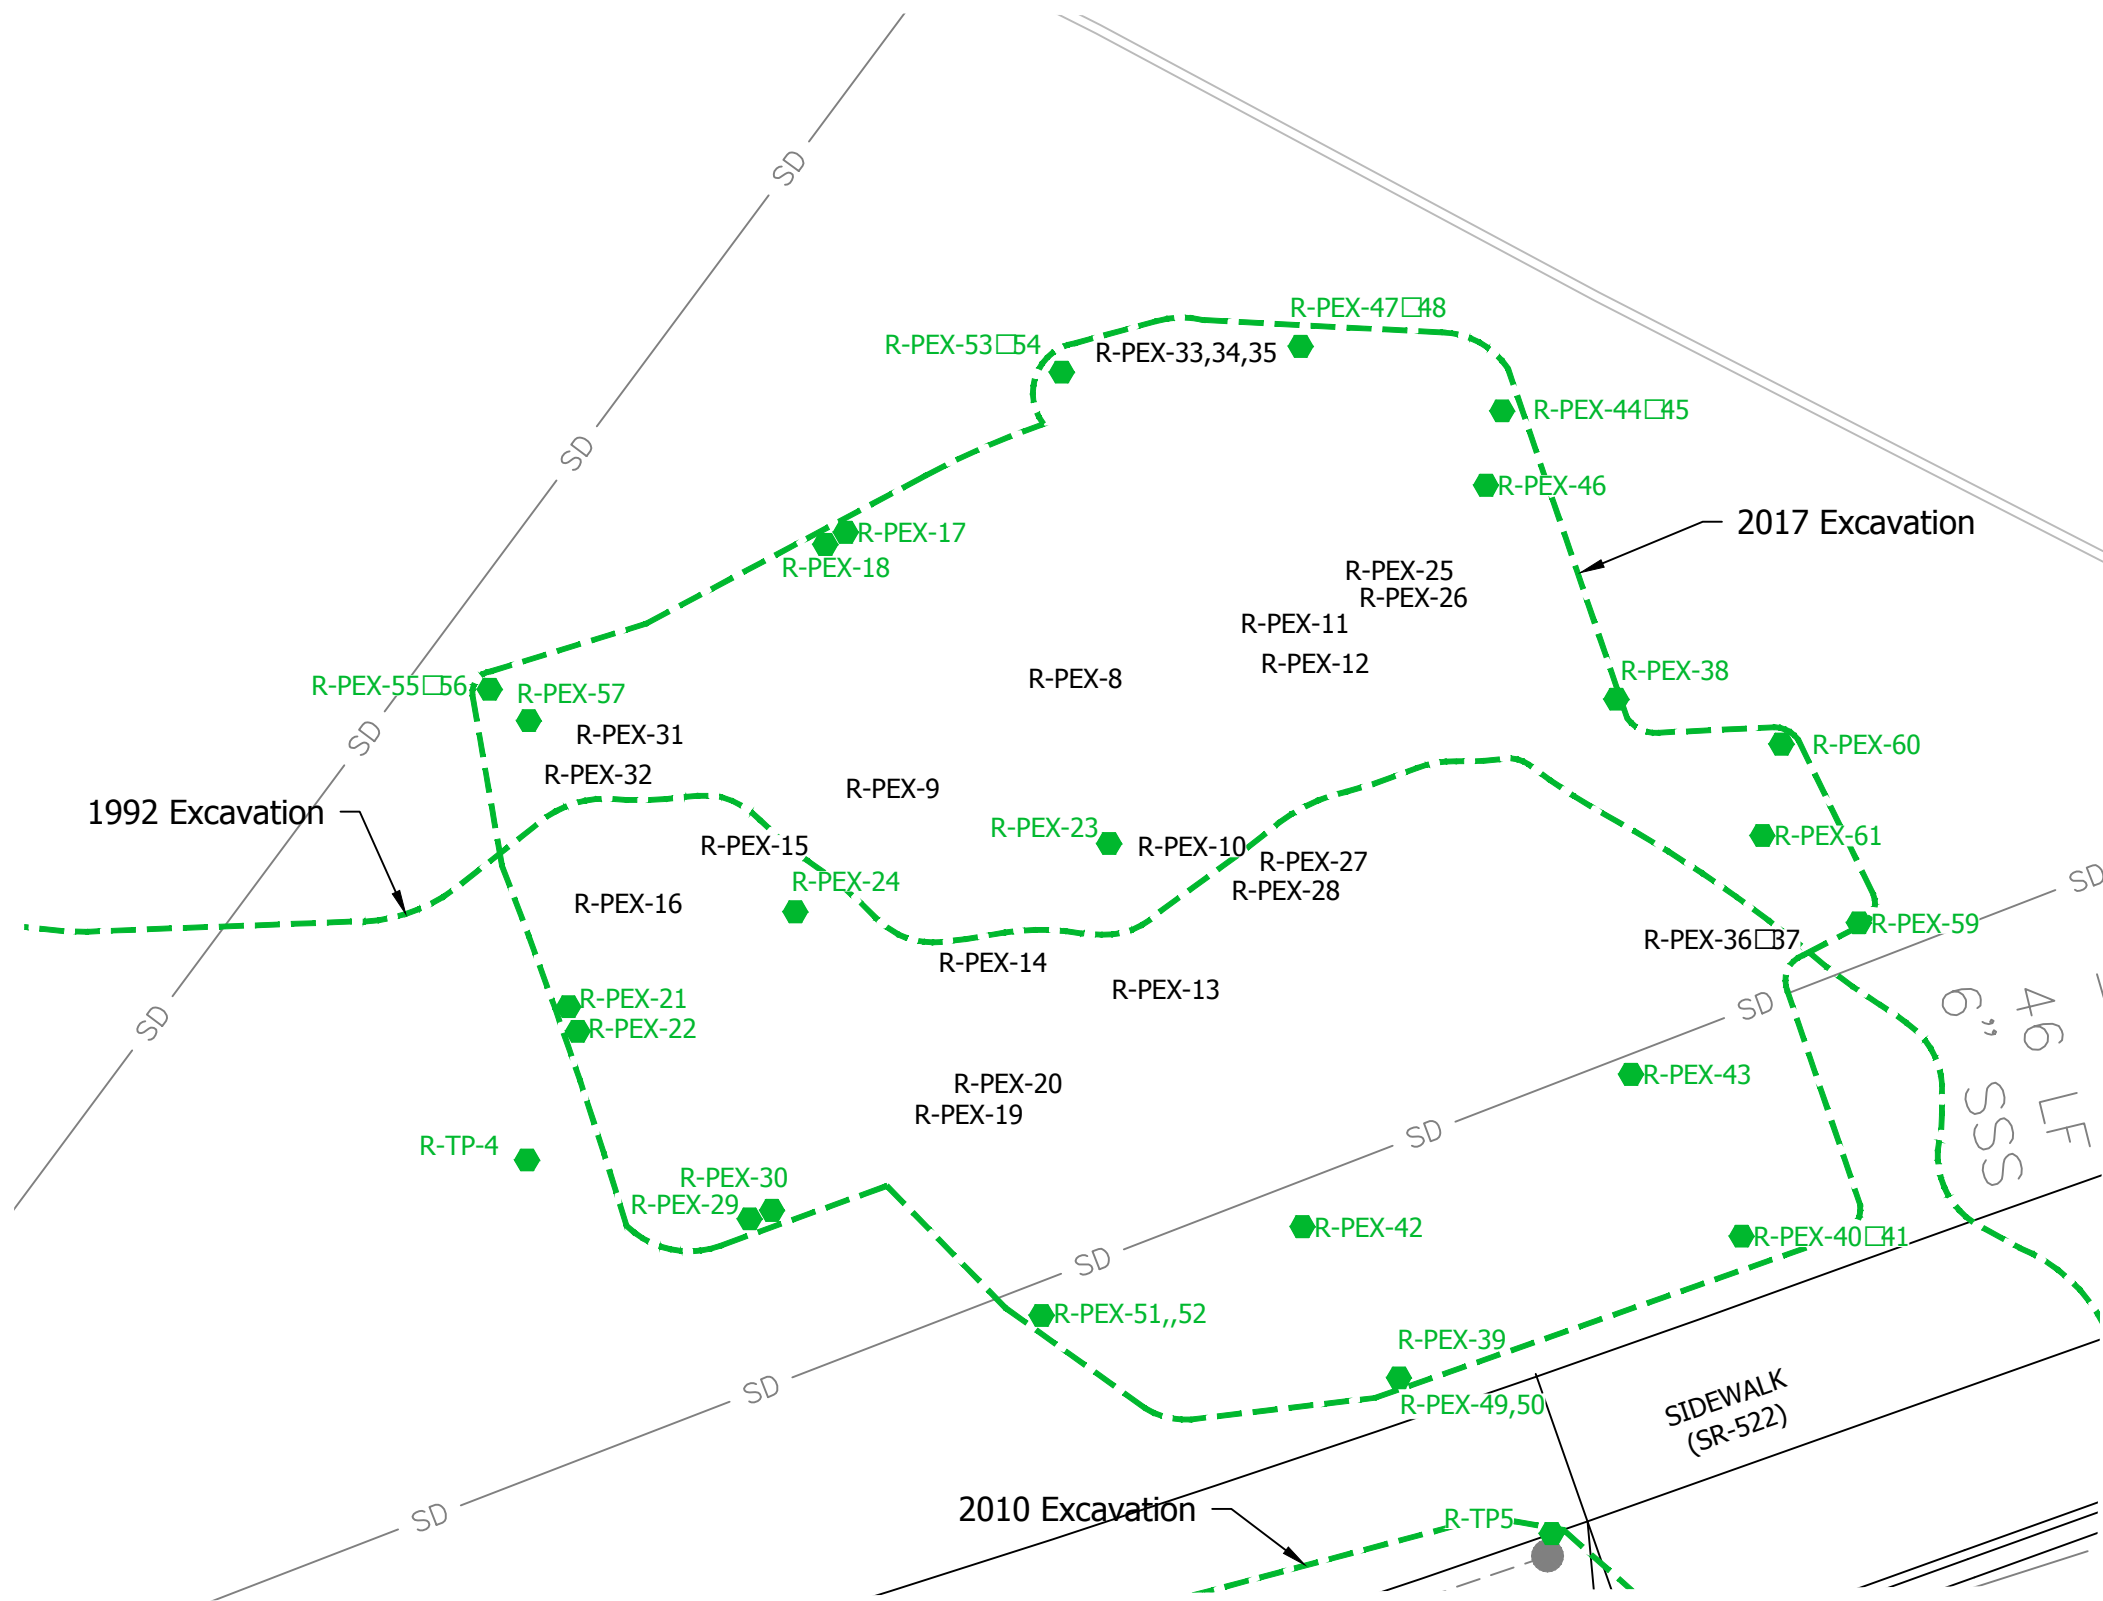 SD
R-PEX-47□48
R-PEX-53□54
R-PEX-33,34,35
R-PEX-44□45
SD
R-PEX-46
2017 Excavation
R-PEX-17
R-PEX-18
R-PEX-25
R-PEX-26
R-PEX-11
R-PEX-12
R-PEX-8
R-PEX-38
R-PEX-55□56
R-PEX-57
R-PEX-31
SD
R-PEX-60
R-PEX-32
R-PEX-9
1992 Excavation
R-PEX-23
R-PEX-61
R-PEX-15
R-PEX-10
R-PEX-27
R-PEX-24
SD
R-PEX-28
R-PEX-16
R-PEX-59
R-PEX-36□37
R-PEX-14
R-PEX-13
R-PEX-21
SD
SD
46 LF
6" SSS
R-PEX-22
R-PEX-43
R-PEX-20
R-PEX-19
SD
R-TP-4
R-PEX-30
R-PEX-29
R-PEX-42
R-PEX-40□41
SD
R-PEX-51,,52
R-PEX-39
SD
R-PEX-49,50
SIDEWALK
(SR-522)
2010 Excavation
SD
R-TP5